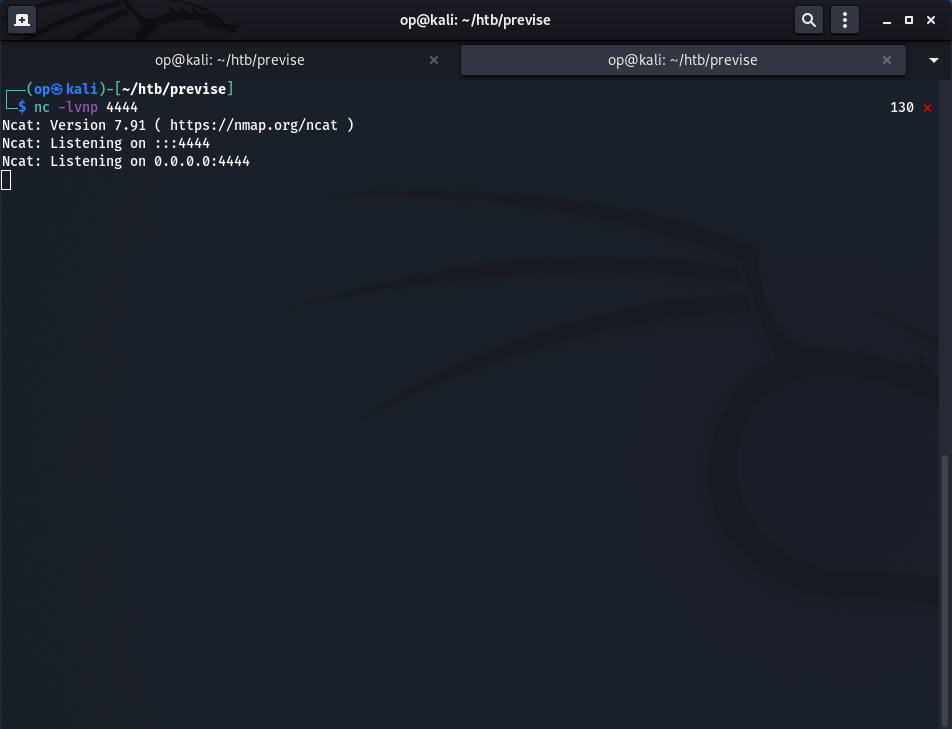 op@kali: ~/htb/previse
op@kali: ~/htb/previse
op@kali: ~/htb/previse
┌──(op㉿kali)-[~/htb/previse]
└─$ nc -lvnp 4444 130 ⨯
Ncat: Version 7.91 ( https://nmap.org/ncat )
Ncat: Listening on :::4444
Ncat: Listening on 0.0.0.0:4444